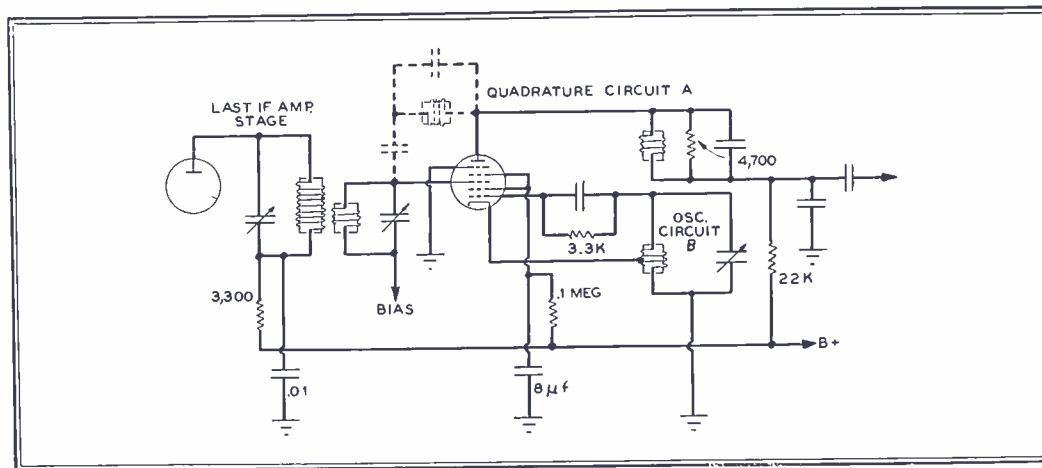 QUADRATURE CIRCUIT A
LAST IF AMP.
STAGE
4,700
OSC.
CIRCUIT
B
3.3K
22K
3,300
BIAS
.1 MEG
B+
.01
8µf